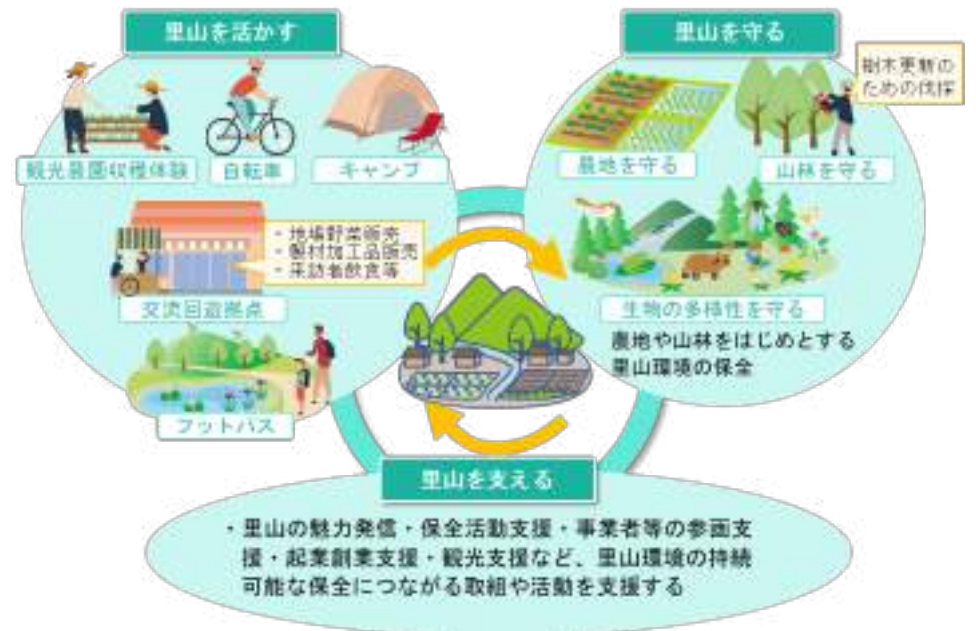 里山を活かす
観光農園収穫体験
自転車
キャンプ
・地場野菜販売
・製材加工品販売
・来訪者飲食等
交流回遊拠点
フットパス
里山を守る
樹木更新の
ための伐採
農地を守る
山林を守る
生物の多様性を守る
農地や山林をはじめとする
里山環境の保全
里山を支える
・里山の魅力発信・保全活動支援・事業者等の参画支
援・起業創業支援・観光支援など、里山環境の持続
可能な保全につながる取組や活動を支援する